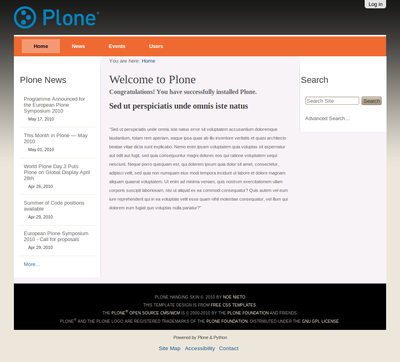 Log in
Plone®
Home News Events Users
You are here: Home
Plone News
Programme Announced for
the European Plone
Symposium 2010
May 17, 2010
This Month in Plone — May
2010
May 01, 2010
World Plone Day 3 Puts
Plone on Global Display April
28th
Apr 26, 2010
Summer of Code positions
available
Apr 29, 2010
European Plone Symposium
2010 - Call for proposals
Apr 29, 2010
More…
Welcome to Plone
Congratulations! You have successfully installed Plone.
Sed ut perspiciatis unde omnis iste natus
"Sed ut perspiciatis unde omnis iste natus error sit voluptatem accusantium doloremque
laudantium, totam rem aperiam, eaque ipsa quae ab illo inventore veritatis et quasi architecto
beatae vitae dicta sunt explicabo. Nemo enim ipsam voluptatem quia voluptas sit aspernatur
aut odit aut fugit, sed quia consequuntur magni dolores eos qui ratione voluptatem sequi
nesciunt. Neque porro quisquam est, qui dolorem ipsum quia dolor sit amet, consectetur,
adipisci velit, sed quia non numquam eius modi tempora incidunt ut labore et dolore magnam
aliquam quaerat voluptatem. Ut enim ad minima veniam, quis nostrum exercitationem ullam
corporis suscipit laboriosam, nisi ut aliquid ex ea commodi consequatur? Quis autem vel eum
iure reprehenderit qui in ea voluptate velit esse quam nihil molestiae consequatur, vel illum qui
dolorem eum fugiat quo voluptas nulla pariatur?"
Search
Search Site Search
Advanced Search…
PLONE HANGING SKIN © 2010 BY NOE NIETO
THIS TEMPLATE DESIGN IS FROM FREE CSS TEMPLATES.
THE PLONE® OPEN SOURCE CMS/WCM IS © 2000-2010 BY THE PLONE FOUNDATION AND FRIENDS.
PLONE® AND THE PLONE LOGO ARE REGISTERED TRADEMARKS OF THE PLONE FOUNDATION. DISTRIBUTED UNDER THE GNU GPL LICENSE.
Powered by Plone & Python
Site Map Accessibility Contact